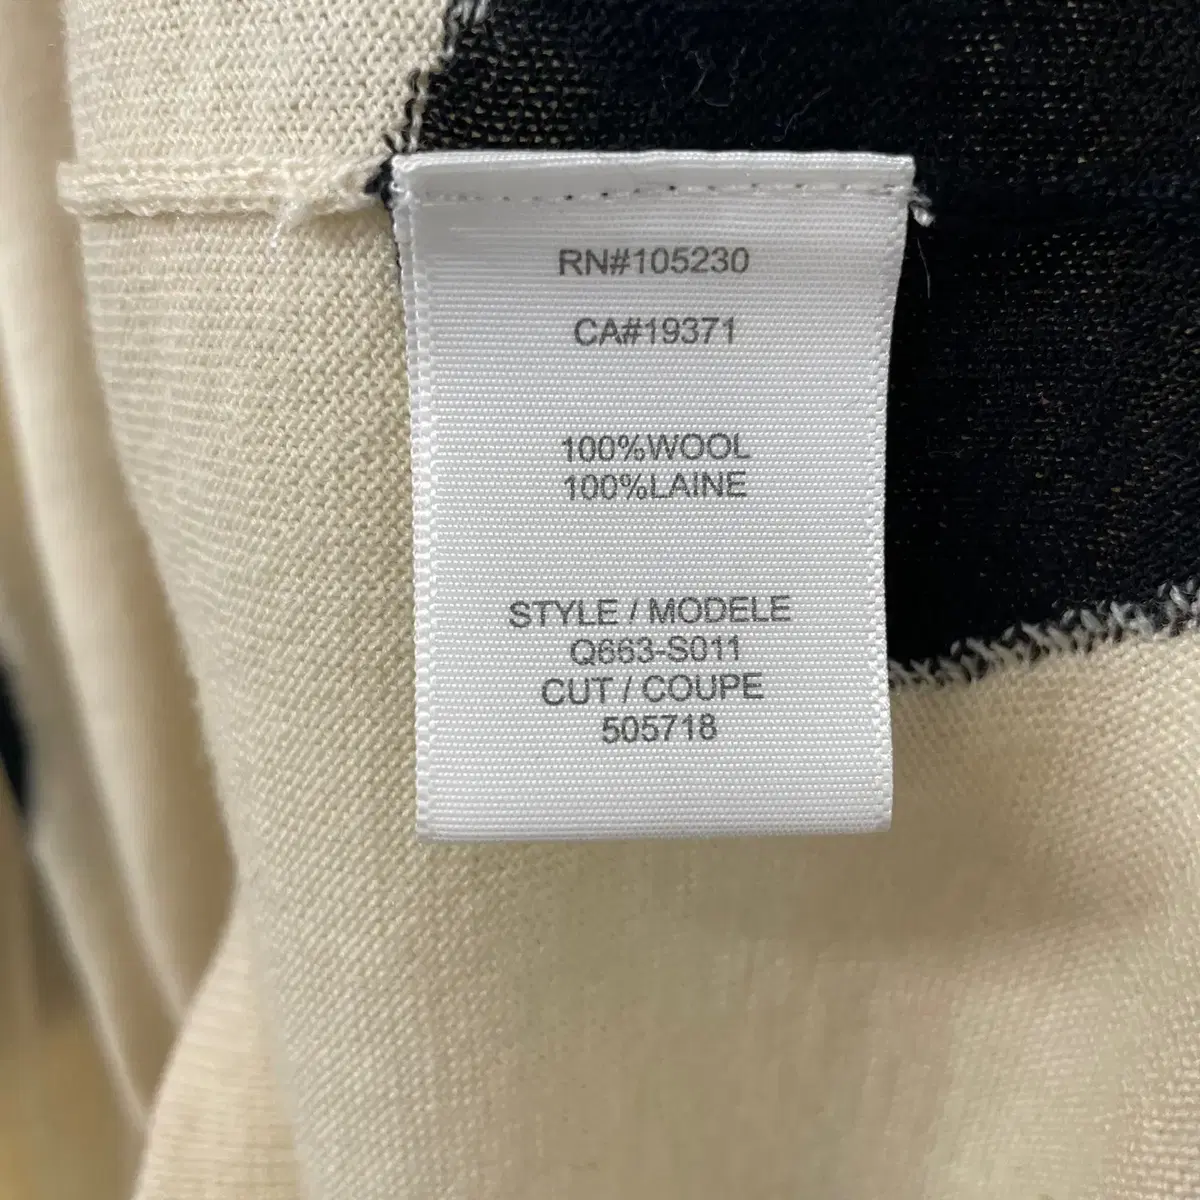 RN#105230
CA#19371
100%WOOL
100%LAINE
STYLE / MODELE
Q663-S011
CUT / COUPE
505718